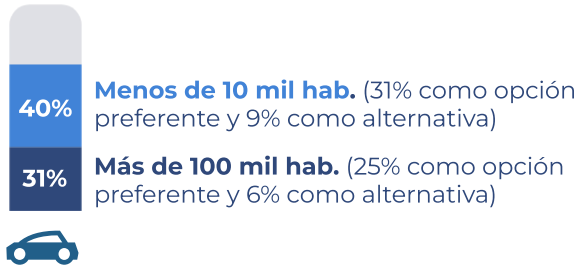 40%
Menos de 10 mil hab. (31% como opción
preferente y 9% como alternativa)
31%
Más de 100 mil hab. (25% como opción
preferente y 6% como alternativa)